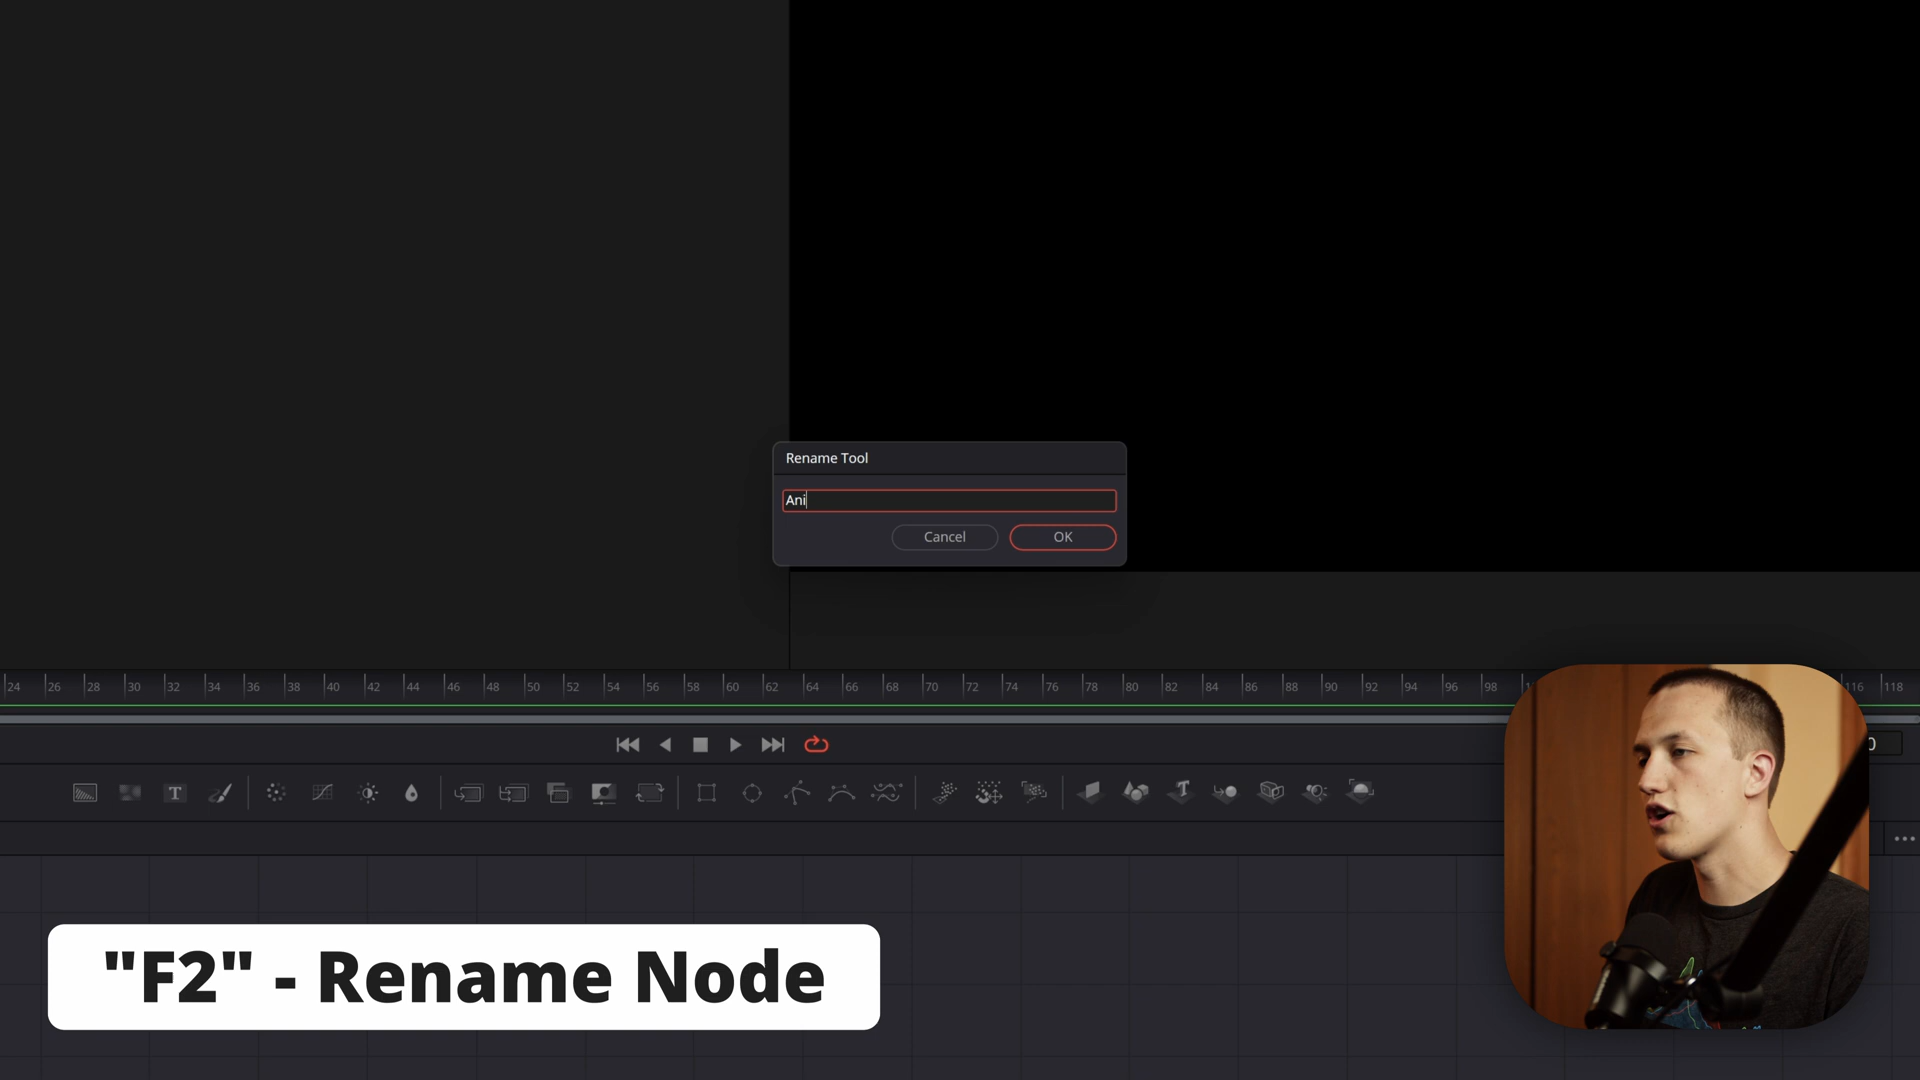 Rename Tool
Ani
Cancel OK
24 26 28 30 32 34 36 38 40 42 44 46 48 50 52 54 56 58 60 62 64 66 68 70 72 74 76 78 80 82 84 86 88 90 92 94 96 98 116 118
0
T
T
"F2" - Rename Node